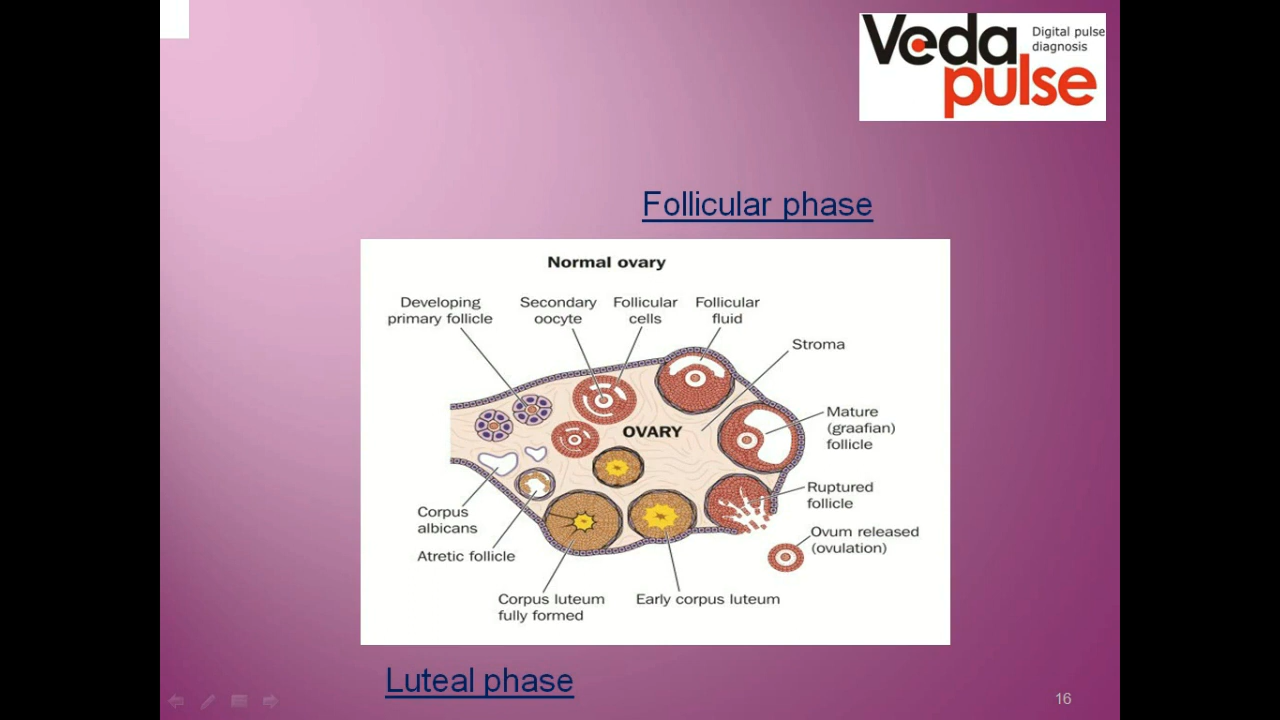 Veda
pulse
Digital pulse
diagnosis
Follicular phase
Normal ovary
Developing
primary follicle
Secondary
oocyte
Follicular
cells
Follicular
fluid
Stroma
OVARY
Mature
(graafian)
follicle
Ruptured
follicle
Corpus
albicans
Ovum released
(ovulation)
Atretic follicle
Corpus luteum
fully formed
Early corpus luteum
Luteal phase
16